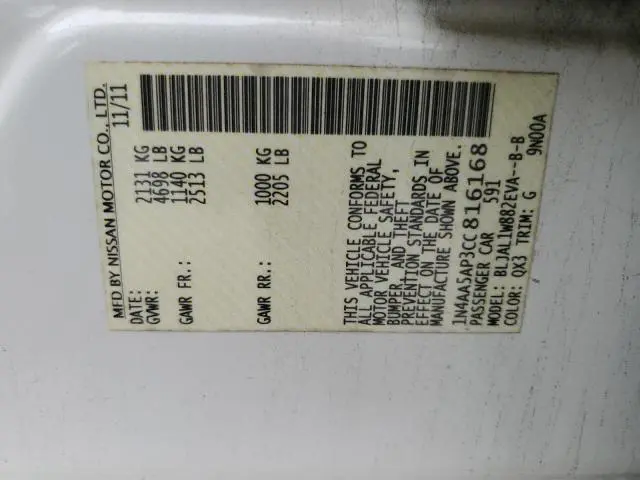 MFD BY NISSAN MOTOR CO., LTD.
DATE: 11/11
GVWR: 2131 KG
4698 LB
GAWR FR: 1140 KG
2513 LB
GAWR RR: 1000 KG
2205 LB
THIS VEHICLE CONFORMS TO
ALL APPLICABLE FEDERAL
MOTOR VEHICLE SAFETY,
BUMPER, AND THEFT
PREVENTION STANDARDS IN
EFFECT ON THE DATE OF
MANUFACTURE SHOWN ABOVE.
1N4AA5AP3CC816168
PASSENGER CAR 591
MODEL: BLJAL1W882EVA--B-B
COLOR: QX3 TRIM: G 9N00A